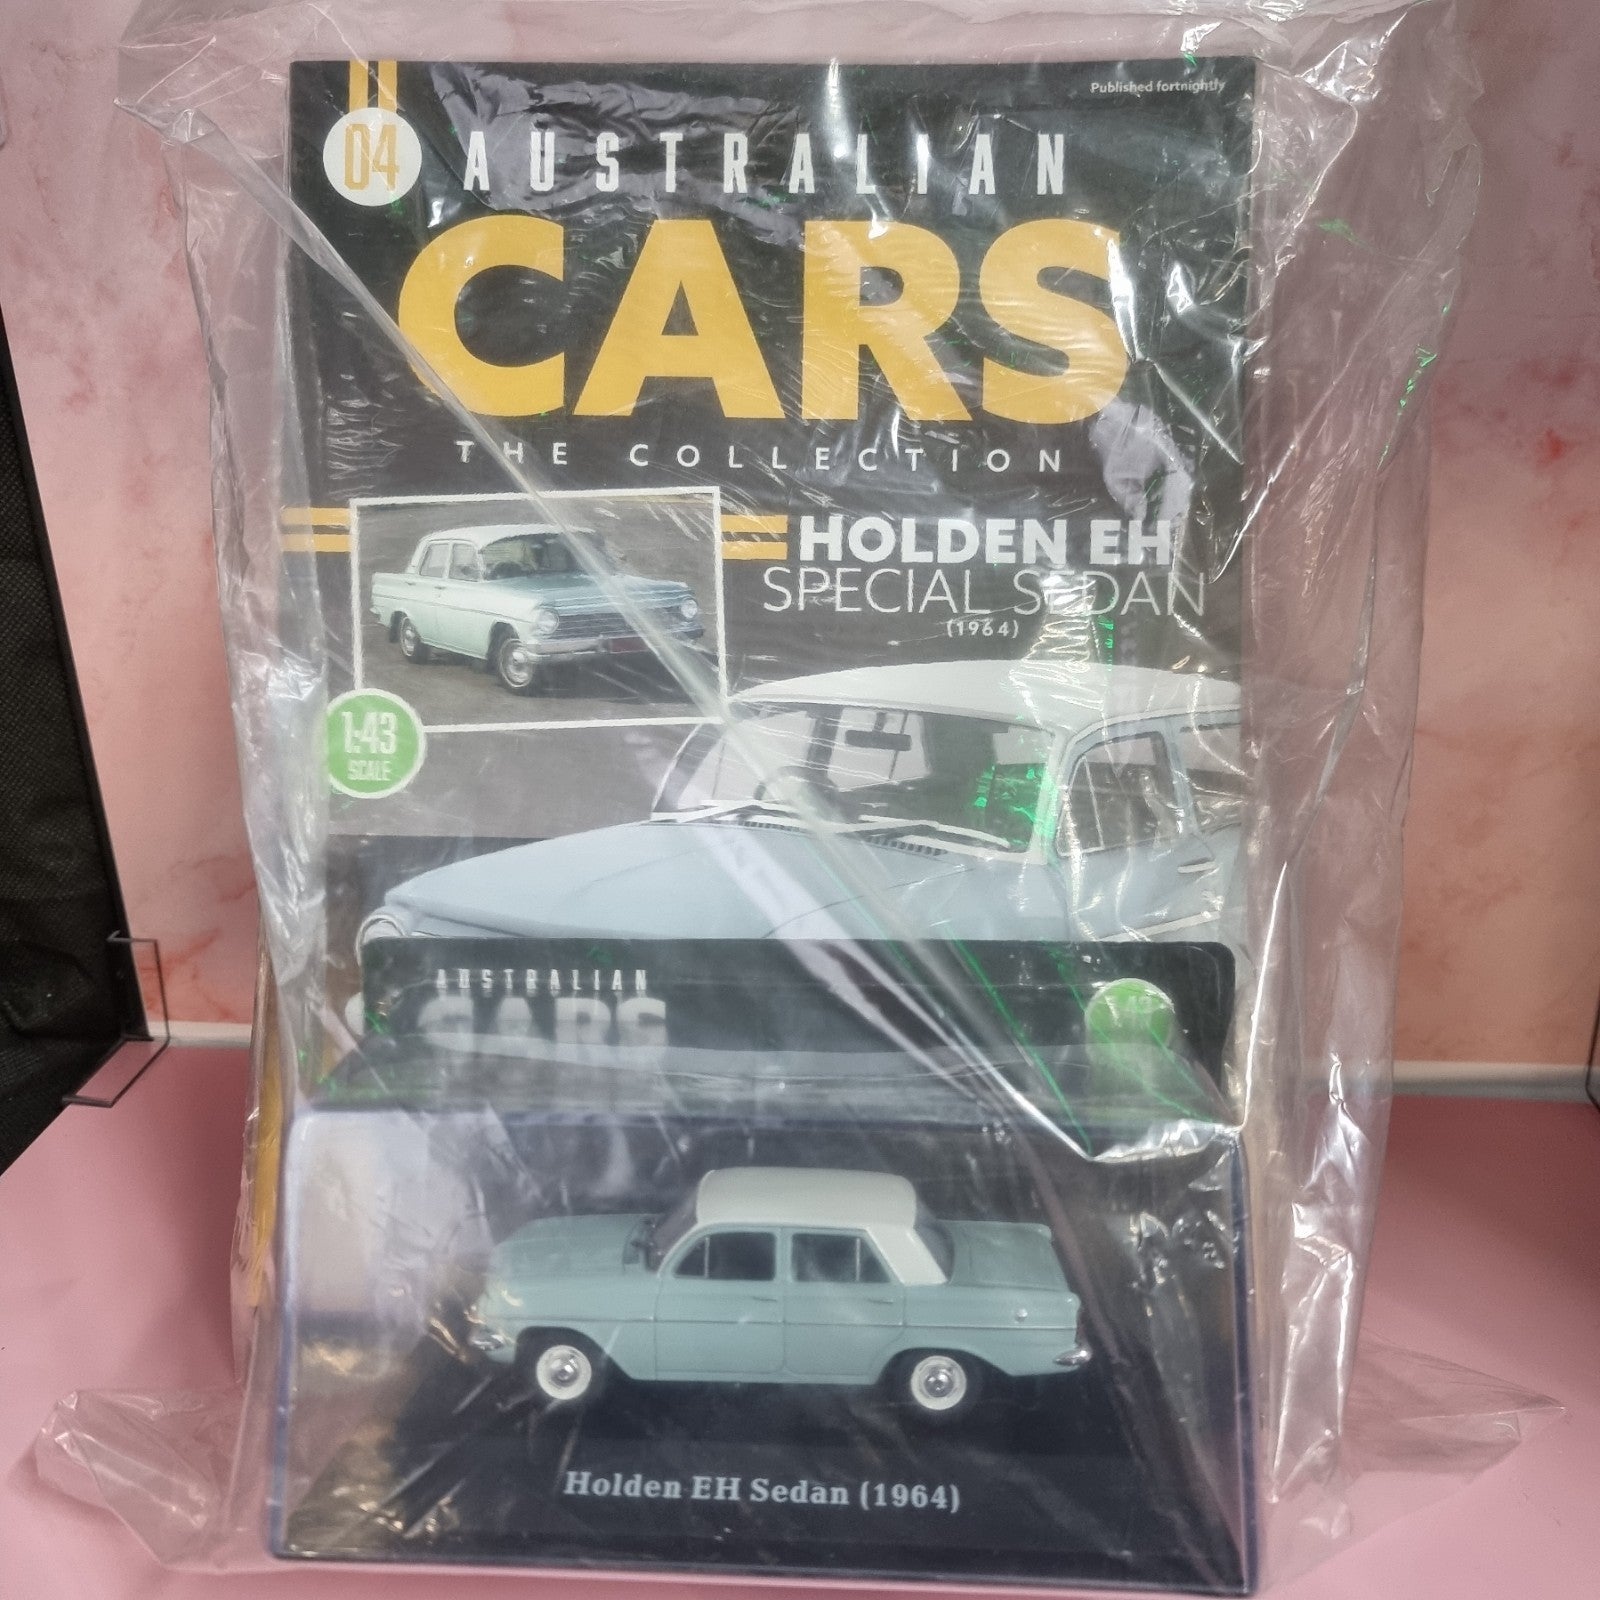 Published fortnightly
04
AUSTRALIAN
CARS
THE COLLECTION
HOLDEN EH
SPECIAL SEDAN
(1964)
1:43
SCALE
AUSTRALIAN
CARS
Holden EH Sedan (1964)